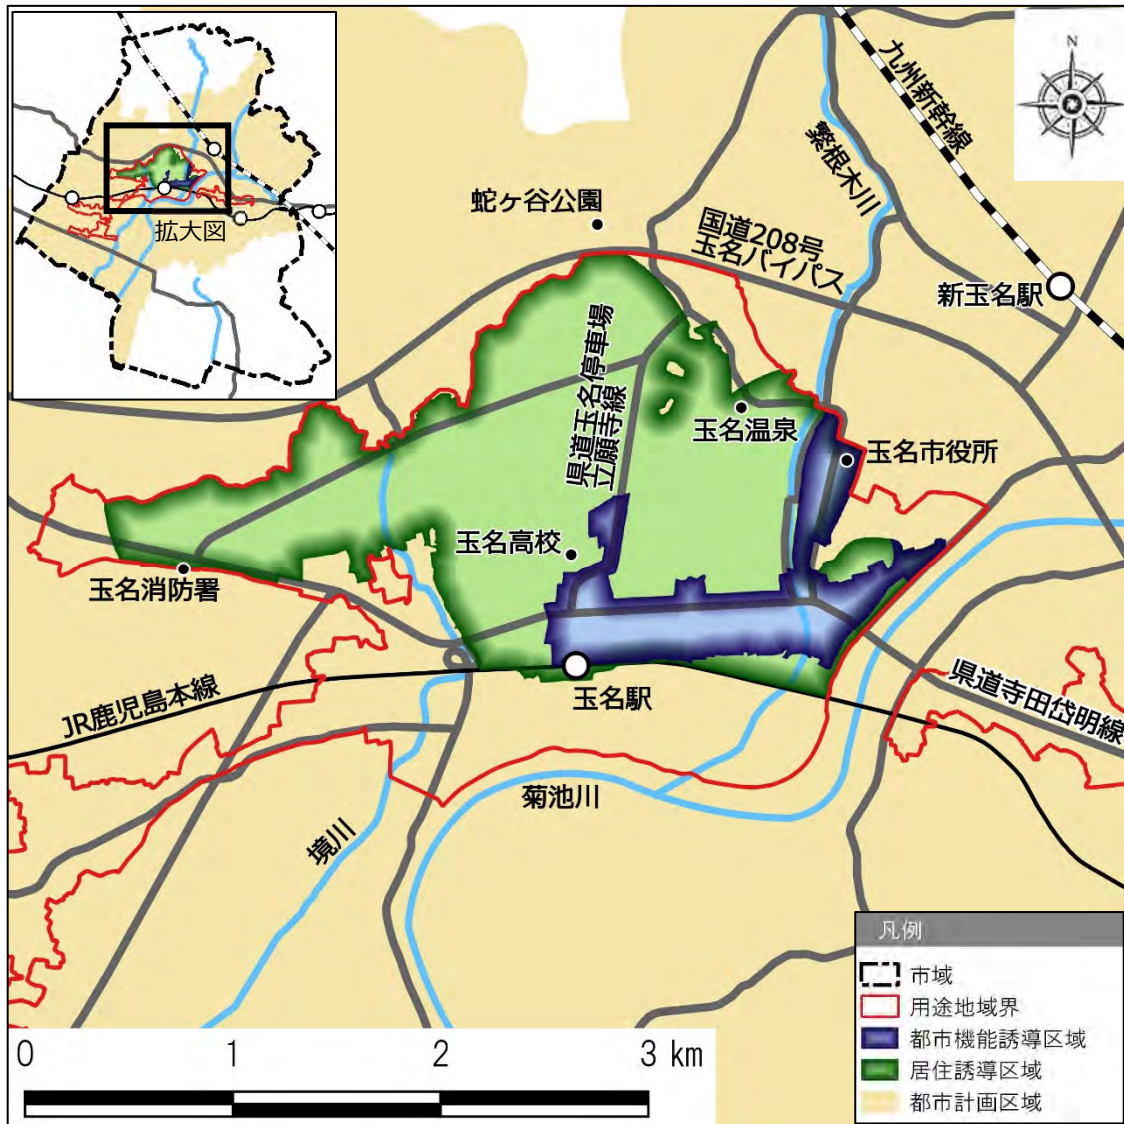 拡大図
N
九州新幹線
繁根木川
蛇ヶ谷公園
国道208号
玉名バイパス
新玉名駅
県道玉名停車場
立願寺線
玉名温泉
玉名市役所
玉名高校
玉名消防署
玉名駅
JR鹿児島本線
県道寺田岱明線
菊池川
境川
凡例
市域
用途地域界
都市機能誘導区域
居住誘導区域
都市計画区域
0 1 2 3 km